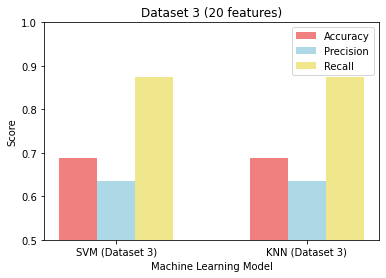 Dataset 3 (20 features)
Accuracy
Precision
Recall
1.0
0.9
0.8
0.7
0.6
0.5
Score
SVM (Dataset 3)
KNN (Dataset 3)
Machine Learning Model